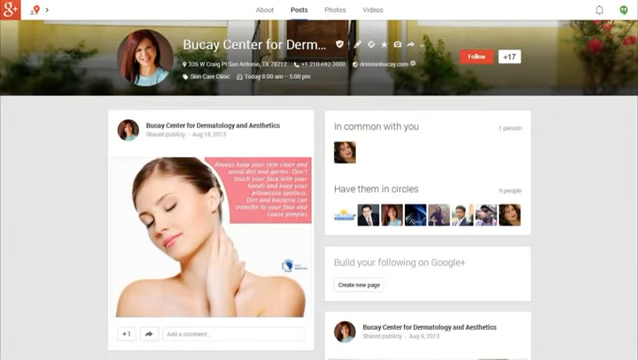 g+
About Posts Photos Videos
Bucay Center for Derm...
326 W Craig Pl San Antonio, TX 78212 +1 210-692-3000 drvivianbucay.com
Skin Care Clinic Today 8:00 am – 5:00 pm
Follow +17
Bucay Center for Dermatology and Aesthetics
Shared publicly - Aug 18, 2013
Always keep your skin clean and
avoid dirt and germs. Don't
touch your face with your
hands and keep your
pillowcase spotless.
Dirt and bacteria can
transfer to your face and
cause pimples.
+1 Add a comment...
In common with you 1 person
Have them in circles 9 people
Build your following on Google+
Create new page
Bucay Center for Dermatology and Aesthetics
Shared publicly - Aug 9, 2013